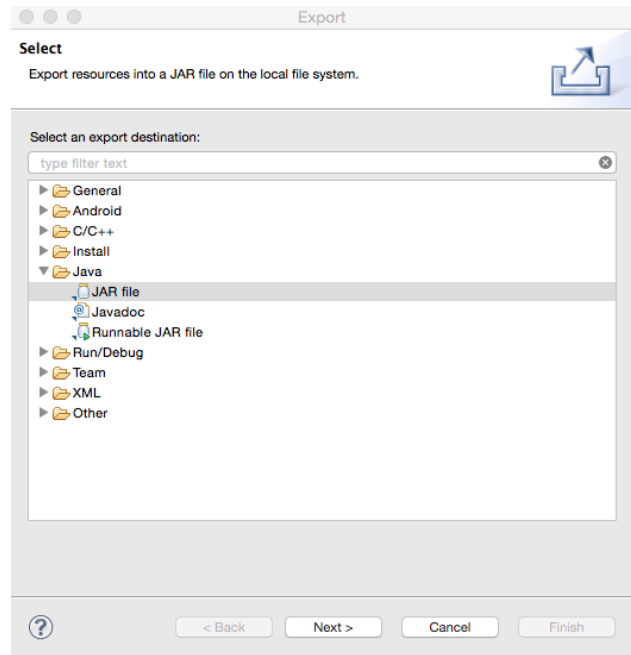 Export
Select
Export resources into a JAR file on the local file system.
Select an export destination:
type filter text
General
Android
C/C++
Install
Java
JAR file
Javadoc
Runnable JAR file
Run/Debug
Team
XML
Other
? < Back Next > Cancel Finish